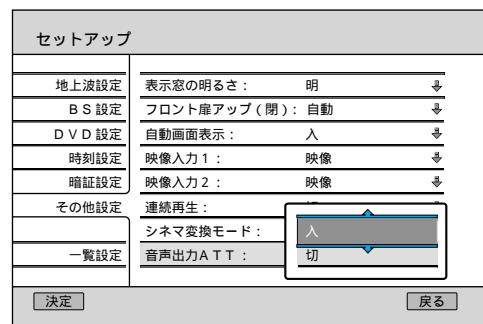 セットアップ
地上波設定 表示窓の明るさ： 明
ＢＳ設定 フロント扉アップ（閉）： 自動
ＤＶＤ設定 自動画面表示： 入
時刻設定 映像入力１： 映像
暗証設定 映像入力２： 映像
その他設定 連続再生：
シネマ変換モード： 入
一覧設定 音声出力ＡＴＴ： 切
決定 戻る